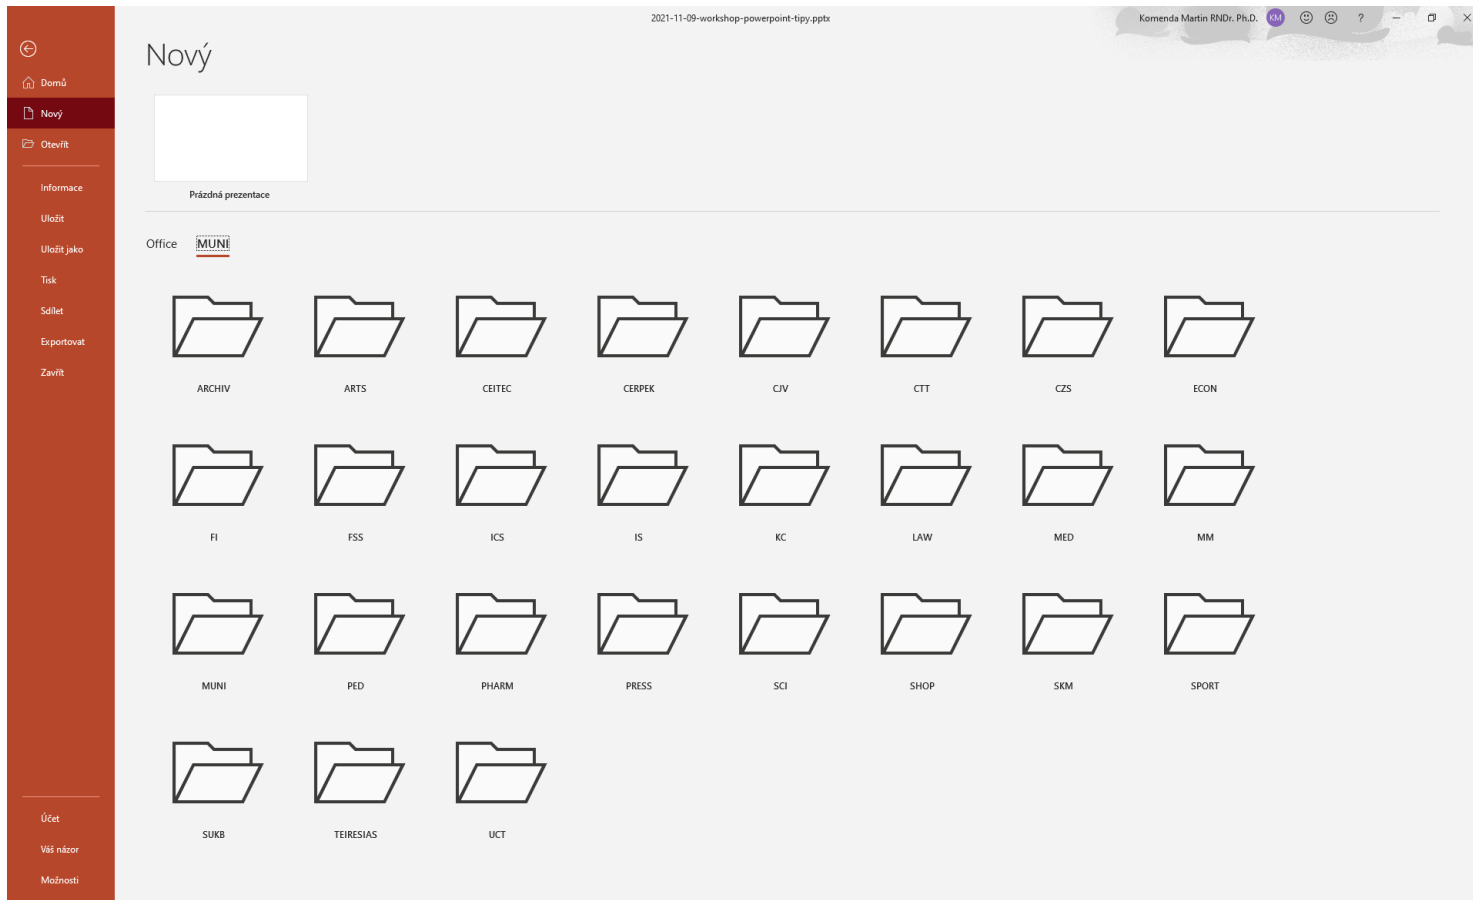 2021-11-09-workshop-powerpoint-tipy.pptx
Komenda Martin RNDr. Ph.D.
KM
?
Nový
Domů
Nový
Otevřít
Informace
Uložit
Uložit jako
Tisk
Sdílet
Exportovat
Zavřít
Účet
Váš názor
Možnosti
Prázdná prezentace
Office MUNI
ARCHIV ARTS CEITEC CERPEK CJV CTT CZS ECON
FI FSS ICS IS KC LAW MED MM
MUNI PED PHARM PRESS SCI SHOP SKM SPORT
SUKB TEIRESIAS UCT